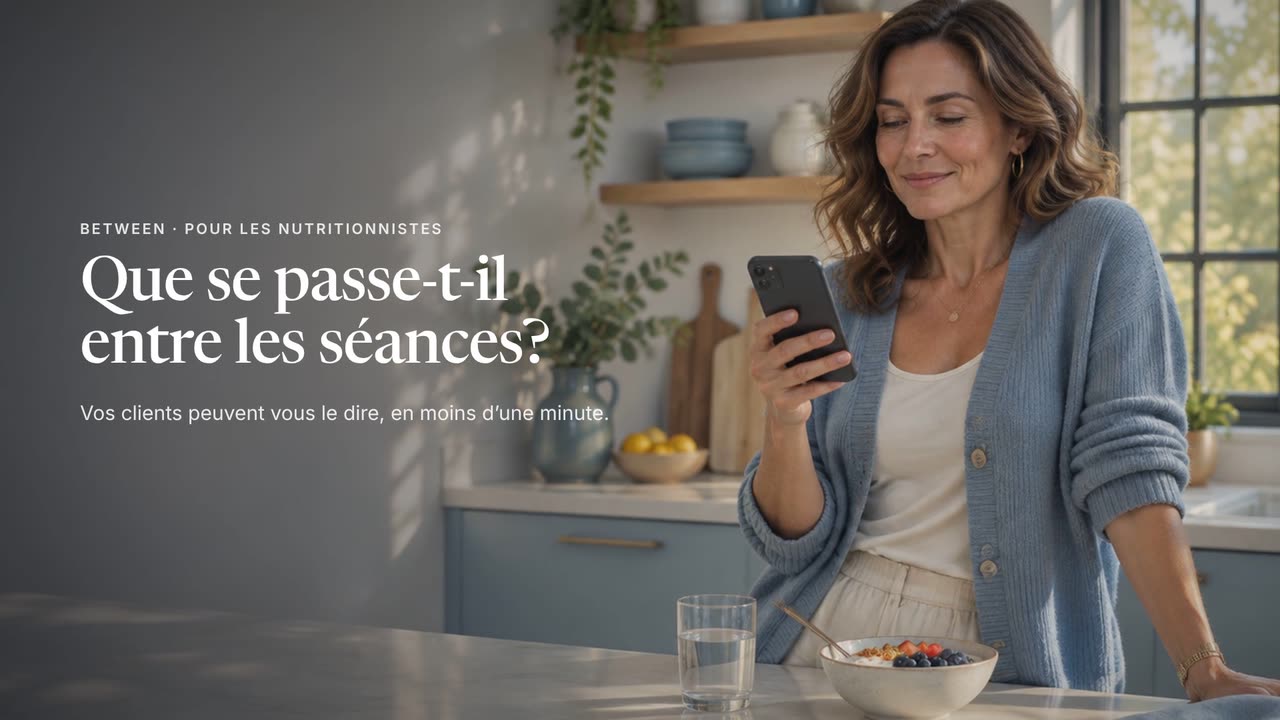 BETWEEN · POUR LES NUTRITIONNISTES
Que se passe-t-il
entre les séances?
Vos clients peuvent vous le dire, en moins d’une minute.